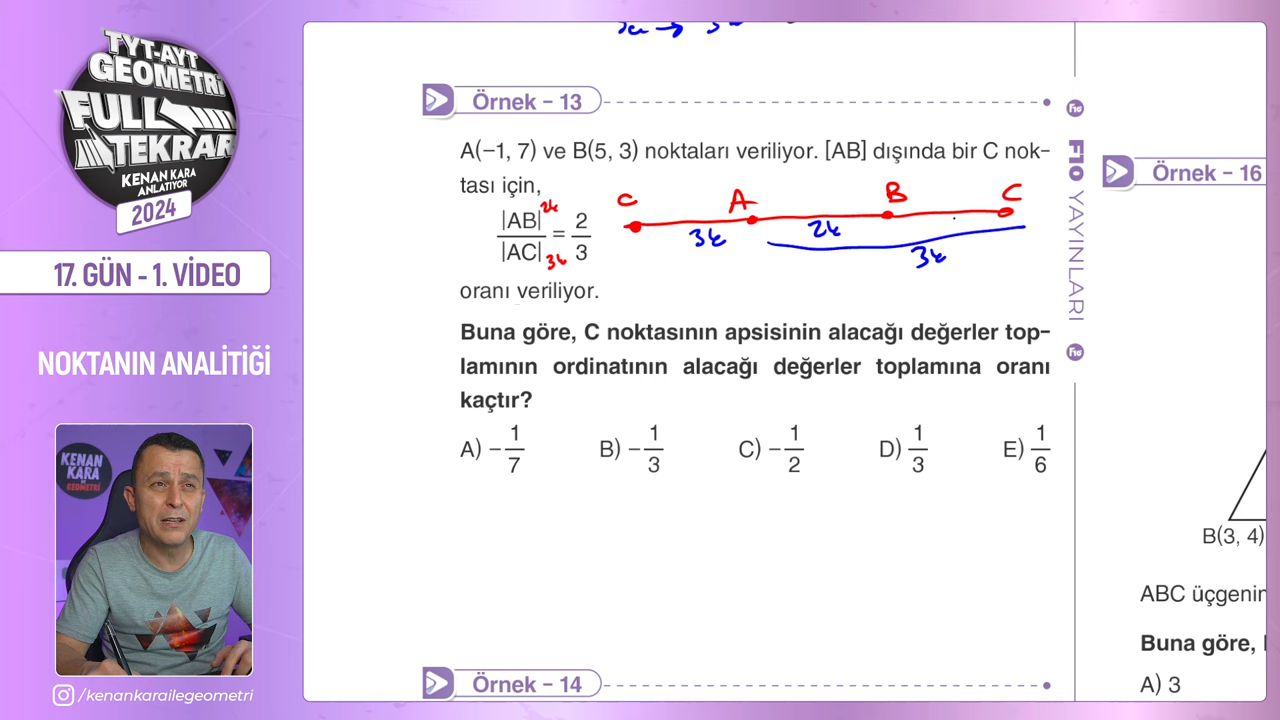 TYT-AYT
GEOMETRİ
FULL
TEKRAR
KENAN KARA
ANLATIYOR
2024
17. GÜN - 1. VİDEO
NOKTANIN ANALİTİĞİ
KENAN
KARA
GEOMETRİ
/kenankarailegeometri
Örnek – 13
A(–1, 7) ve B(5, 3) noktaları veriliyor. [AB] dışında bir C nok-
tası için,
|AB| 2k
|AC| 3k
= 2
3
C A B C
3k 2k
3k
oranı veriliyor.
Buna göre, C noktasının apsisinin alacağı değerler top-
lamının ordinatının alacağı değerler toplamına oranı
kaçtır?
A) –1/7 B) –1/3 C) –1/2 D) 1/3 E) 1/6
Örnek – 14
F10
F10 YAYINLARI
F10
Örnek – 16
B(3, 4)
ABC üçgenin
Buna göre,
A) 3